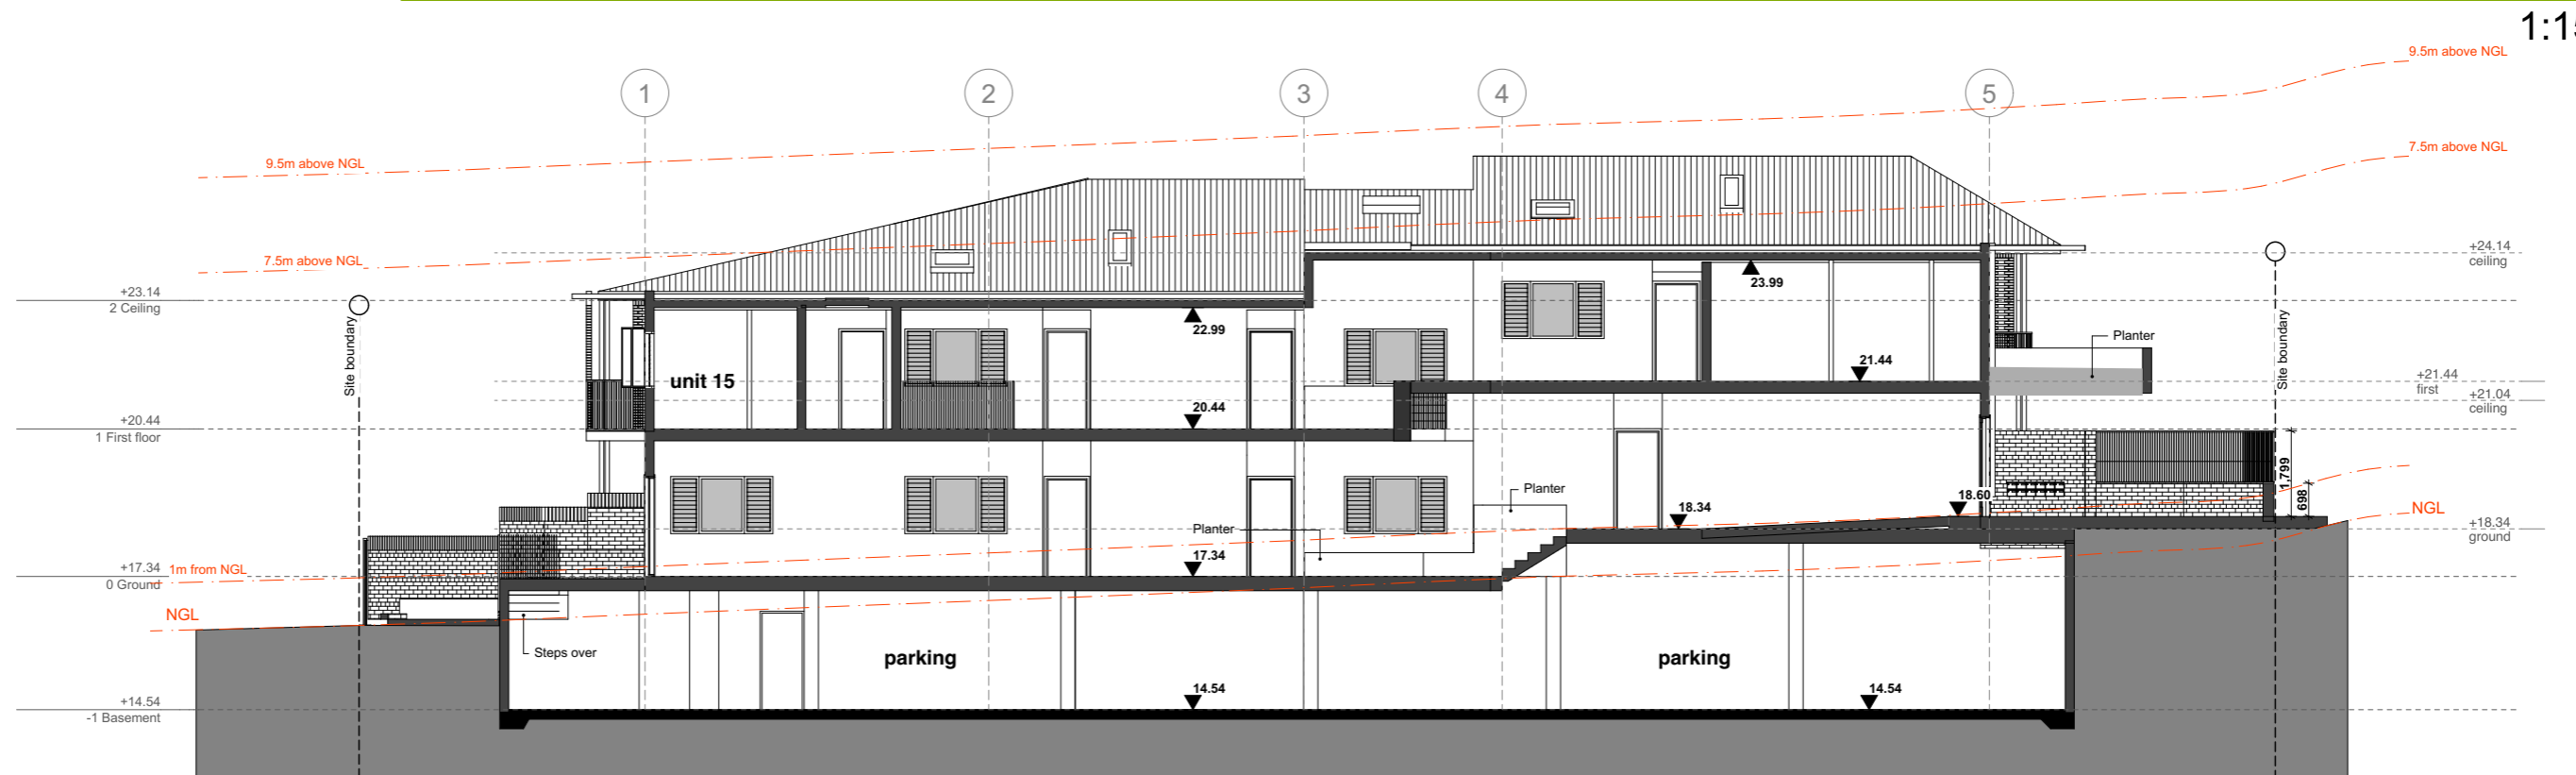 1:15
9.5m above NGL
1
2
3
4
5
9.5m above NGL
7.5m above NGL
7.5m above NGL
+24.14
ceiling
+23.14
2 Ceiling
23.99
22.99
Site boundary
Site boundary
Planter
unit 15
21.44
+21.44
first
+21.04
ceiling
+20.44
1 First floor
20.44
1,799
698
Planter
18.60
18.34
NGL
Planter
+18.34
ground
17.34
+17.34
0 Ground
1m from NGL
NGL
Steps over
parking
parking
+14.54
-1 Basement
14.54
14.54